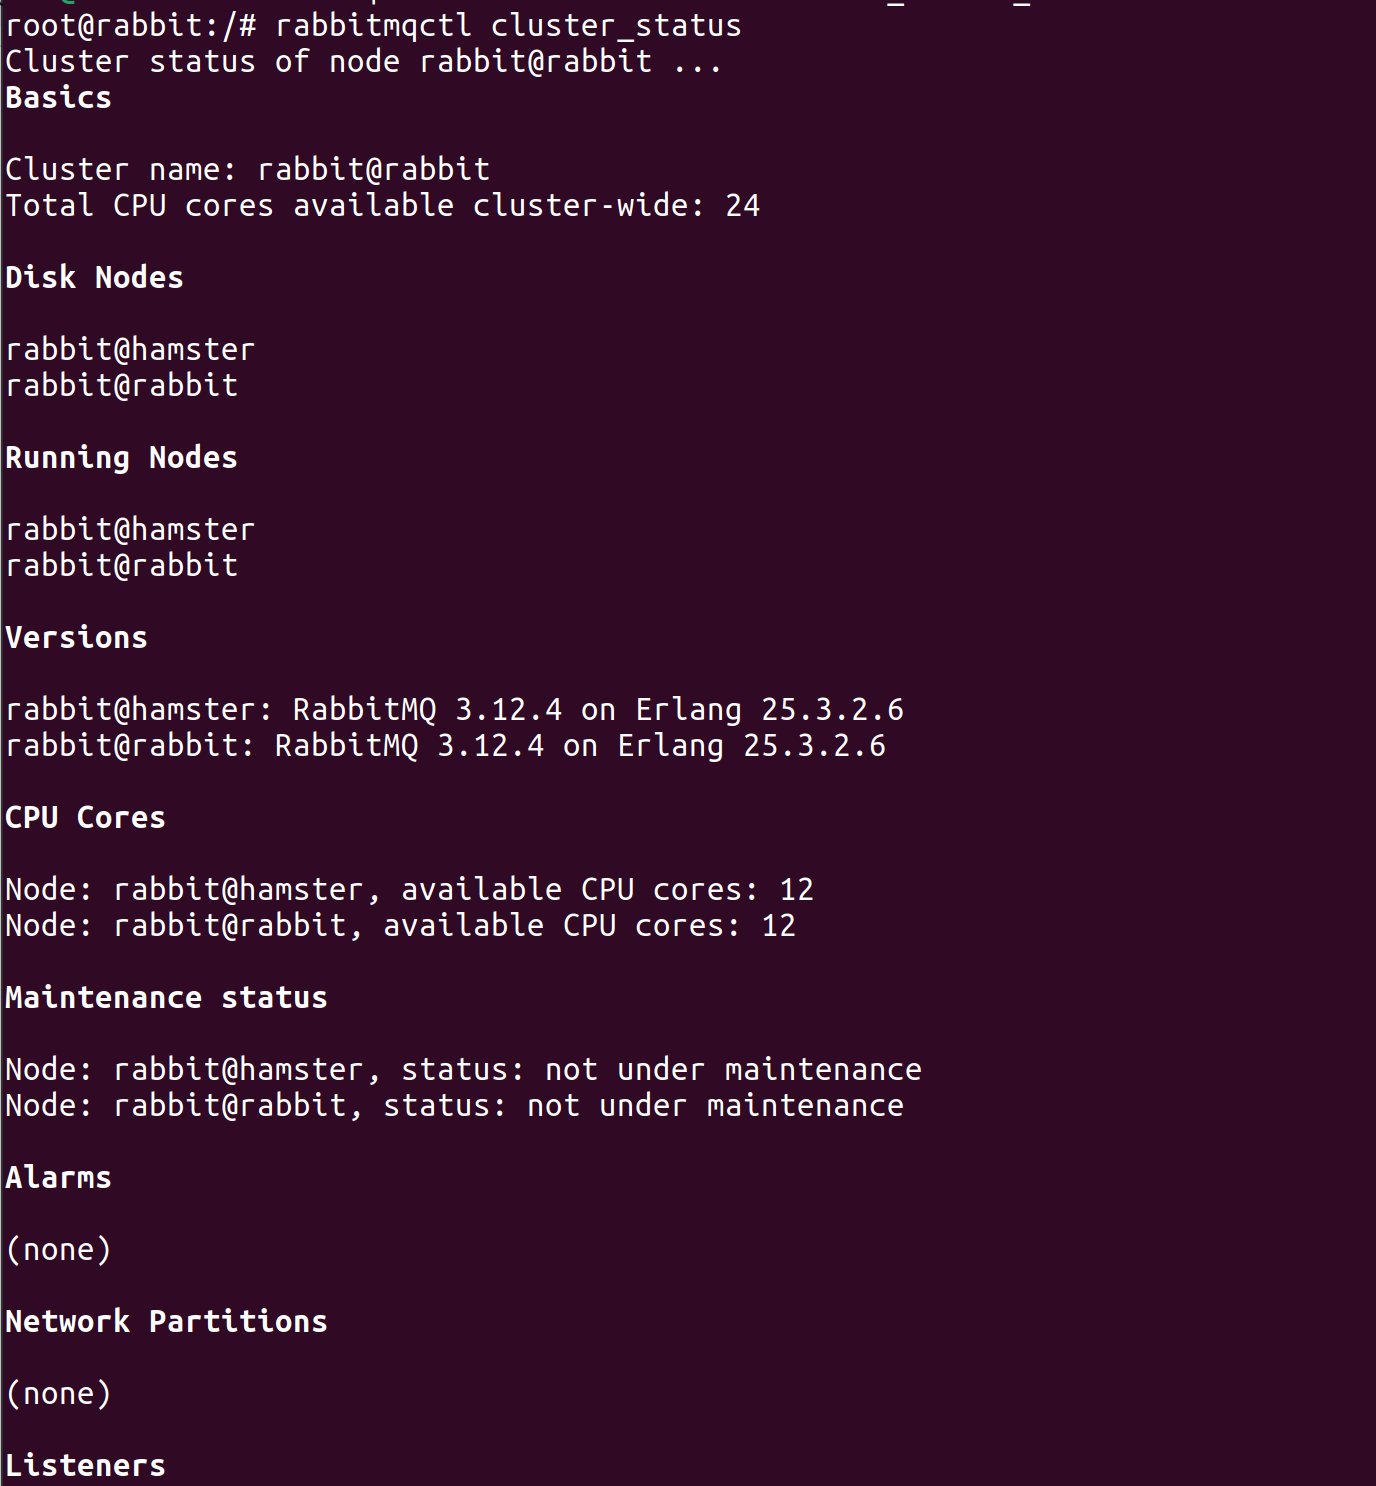 root@rabbit:/# rabbitmqctl cluster_status
Cluster status of node rabbit@rabbit ...
Basics
Cluster name: rabbit@rabbit
Total CPU cores available cluster-wide: 24
Disk Nodes
rabbit@hamster
rabbit@rabbit
Running Nodes
rabbit@hamster
rabbit@rabbit
Versions
rabbit@hamster: RabbitMQ 3.12.4 on Erlang 25.3.2.6
rabbit@rabbit: RabbitMQ 3.12.4 on Erlang 25.3.2.6
CPU Cores
Node: rabbit@hamster, available CPU cores: 12
Node: rabbit@rabbit, available CPU cores: 12
Maintenance status
Node: rabbit@hamster, status: not under maintenance
Node: rabbit@rabbit, status: not under maintenance
Alarms
(none)
Network Partitions
(none)
Listeners